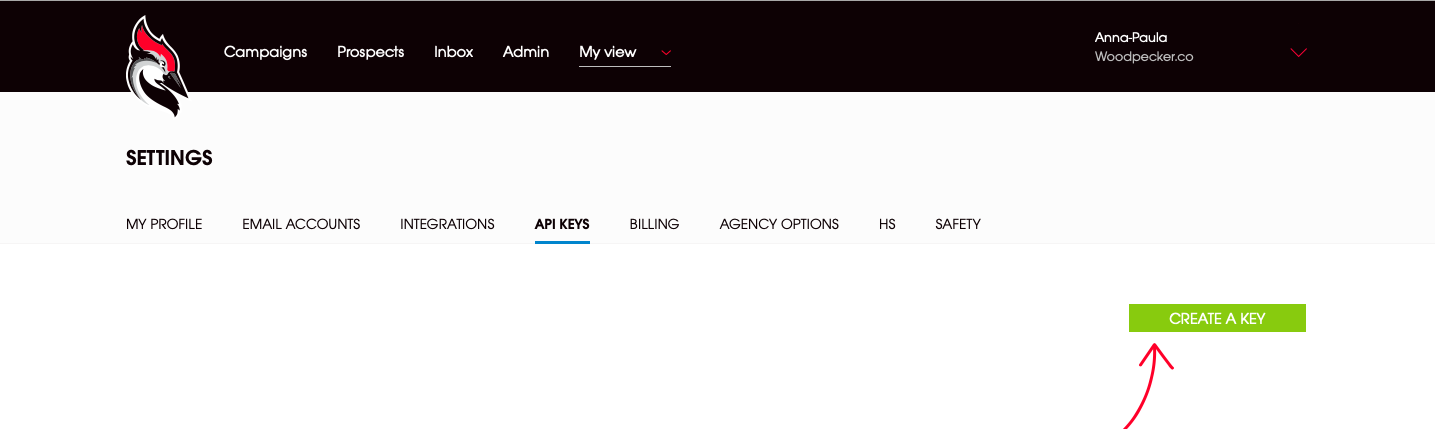 Campaigns Prospects Inbox Admin My view
Anna-Paula
Woodpecker.co
SETTINGS
MY PROFILE EMAIL ACCOUNTS INTEGRATIONS API KEYS BILLING AGENCY OPTIONS HS SAFETY
CREATE A KEY